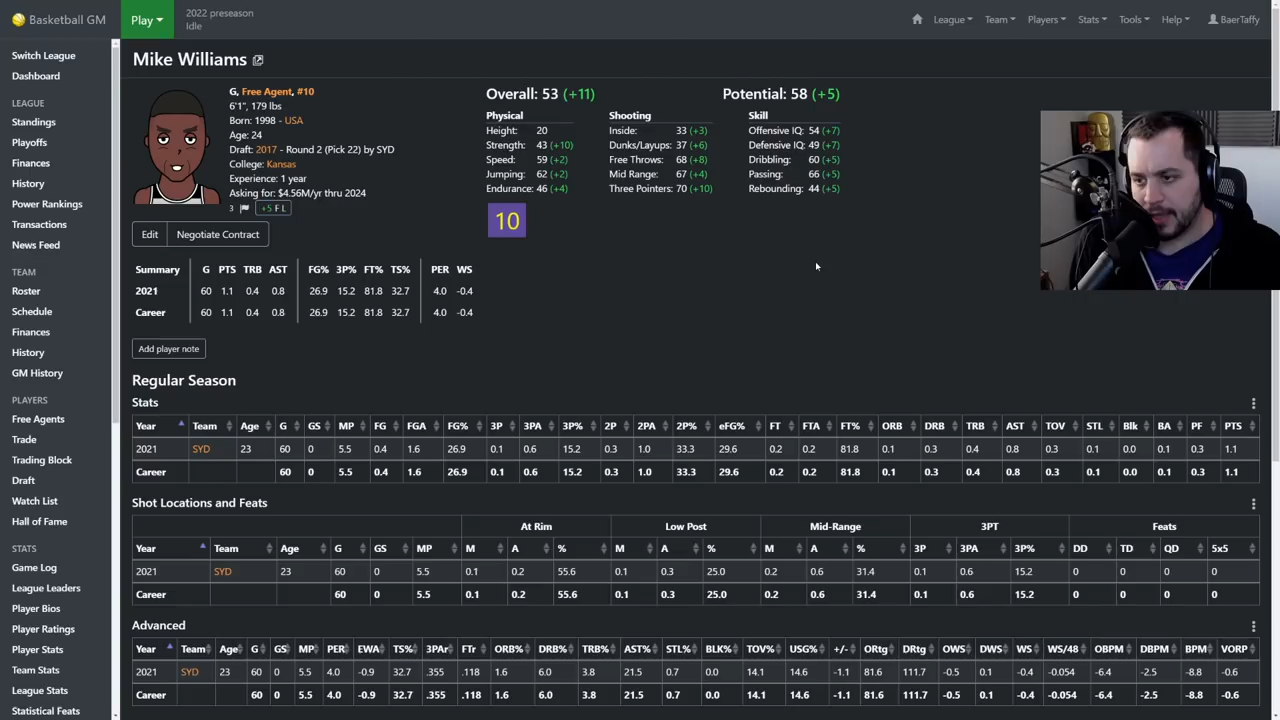 Basketball GM
Play
2022 preseason
Idle
League
Team
Players
Stats
Tools
Help
BaerTaffy
Switch League
Dashboard
LEAGUE
Standings
Playoffs
Finances
History
Power Rankings
Transactions
News Feed
TEAM
Roster
Schedule
Finances
History
GM History
PLAYERS
Free Agents
Trade
Trading Block
Draft
Watch List
Hall of Fame
STATS
Game Log
League Leaders
Player Bios
Player Ratings
Player Stats
Team Stats
League Stats
Statistical Feats
Mike Williams
G, Free Agent, #10
6'1", 179 lbs
Born: 1998 - USA
Age: 24
Draft: 2017 - Round 2 (Pick 22) by SYD
College: Kansas
Experience: 1 year
Asking for: $4.56M/yr thru 2024
3 +5 F L
Edit
Negotiate Contract
Overall: 53 (+11)
Potential: 58 (+5)
Physical
Height: 20
Strength: 43 (+10)
Speed: 59 (+2)
Jumping: 62 (+2)
Endurance: 46 (+4)
Shooting
Inside: 33 (+3)
Dunks/Layups: 37 (+6)
Free Throws: 68 (+8)
Mid Range: 67 (+4)
Three Pointers: 70 (+10)
Skill
Offensive IQ: 54 (+7)
Defensive IQ: 49 (+7)
Dribbling: 60 (+5)
Passing: 66 (+5)
Rebounding: 44 (+5)
10
Summary G PTS TRB AST FG% 3P% FT% TS% PER WS
2021 60 1.1 0.4 0.8 26.9 15.2 81.8 32.7 4.0 -0.4
Career 60 1.1 0.4 0.8 26.9 15.2 81.8 32.7 4.0 -0.4
Add player note
Regular Season
Stats
Year Team Age G GS MP FG FGA FG% 3P 3PA 3P% 2P 2PA 2P% eFG% FT FTA FT% ORB DRB TRB AST TOV STL Blk BA PF PTS
2021 SYD 23 60 0 5.5 0.4 1.6 26.9 0.1 0.6 15.2 0.3 1.0 33.3 29.6 0.2 0.2 81.8 0.1 0.3 0.4 0.8 0.3 0.1 0.0 0.1 0.3 1.1
Career 60 0 5.5 0.4 1.6 26.9 0.1 0.6 15.2 0.3 1.0 33.3 29.6 0.2 0.2 81.8 0.1 0.3 0.4 0.8 0.3 0.1 0.0 0.1 0.3 1.1
Shot Locations and Feats
At Rim Low Post Mid-Range 3PT Feats
Year Team Age G GS MP M A % M A % M A % 3P 3PA 3P% DD TD QD 5x5
2021 SYD 23 60 0 5.5 0.1 0.2 55.6 0.1 0.3 25.0 0.2 0.6 31.4 0.1 0.6 15.2 0 0 0 0
Career 60 0 5.5 0.1 0.2 55.6 0.1 0.3 25.0 0.2 0.6 31.4 0.1 0.6 15.2 0 0 0 0
Advanced
Year Team Age G GS MP PER EWA TS% 3PAr FTr ORB% DRB% TRB% AST% STL% BLK% TOV% USG% +/- ORtg DRtg OWS DWS WS WS/48 OBPM DBPM BPM VORP
2021 SYD 23 60 0 5.5 4.0 -0.9 32.7 .355 .118 1.6 6.0 3.8 21.5 0.7 0.0 14.1 14.6 -1.1 81.6 111.7 -0.5 0.1 -0.4 -0.054 -6.4 -2.5 -8.8 -0.6
Career 60 0 5.5 4.0 -0.9 32.7 .355 .118 1.6 6.0 3.8 21.5 0.7 0.0 14.1 14.6 -1.1 81.6 111.7 -0.5 0.1 -0.4 -0.054 -6.4 -2.5 -8.8 -0.6